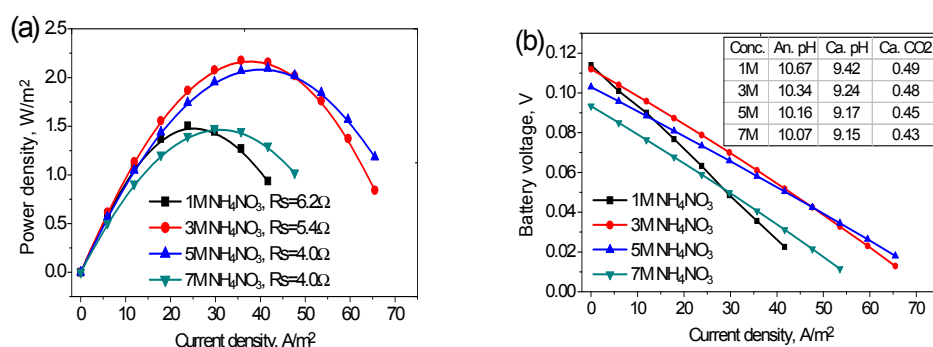 (a)
Power density, W/m²
2.5
2.0
1.5
1.0
0.5
0.0
1M NH₄NO₃, Rs=6.2Ω
3M NH₄NO₃, Rs=5.4Ω
5M NH₄NO₃, Rs=4.0Ω
7M NH₄NO₃, Rs=4.0Ω
0 10 20 30 40 50 60 70
Current density, A/m²
(b)
Battery voltage, V
0.12
0.10
0.08
0.06
0.04
0.02
0.00
Conc. An. pH Ca. pH Ca. CO2
1M 10.67 9.42 0.49
3M 10.34 9.24 0.48
5M 10.16 9.17 0.45
7M 10.07 9.15 0.43
1M NH₄NO₃
3M NH₄NO₃
5M NH₄NO₃
7M NH₄NO₃
0 10 20 30 40 50 60 70
Current density, A/m²